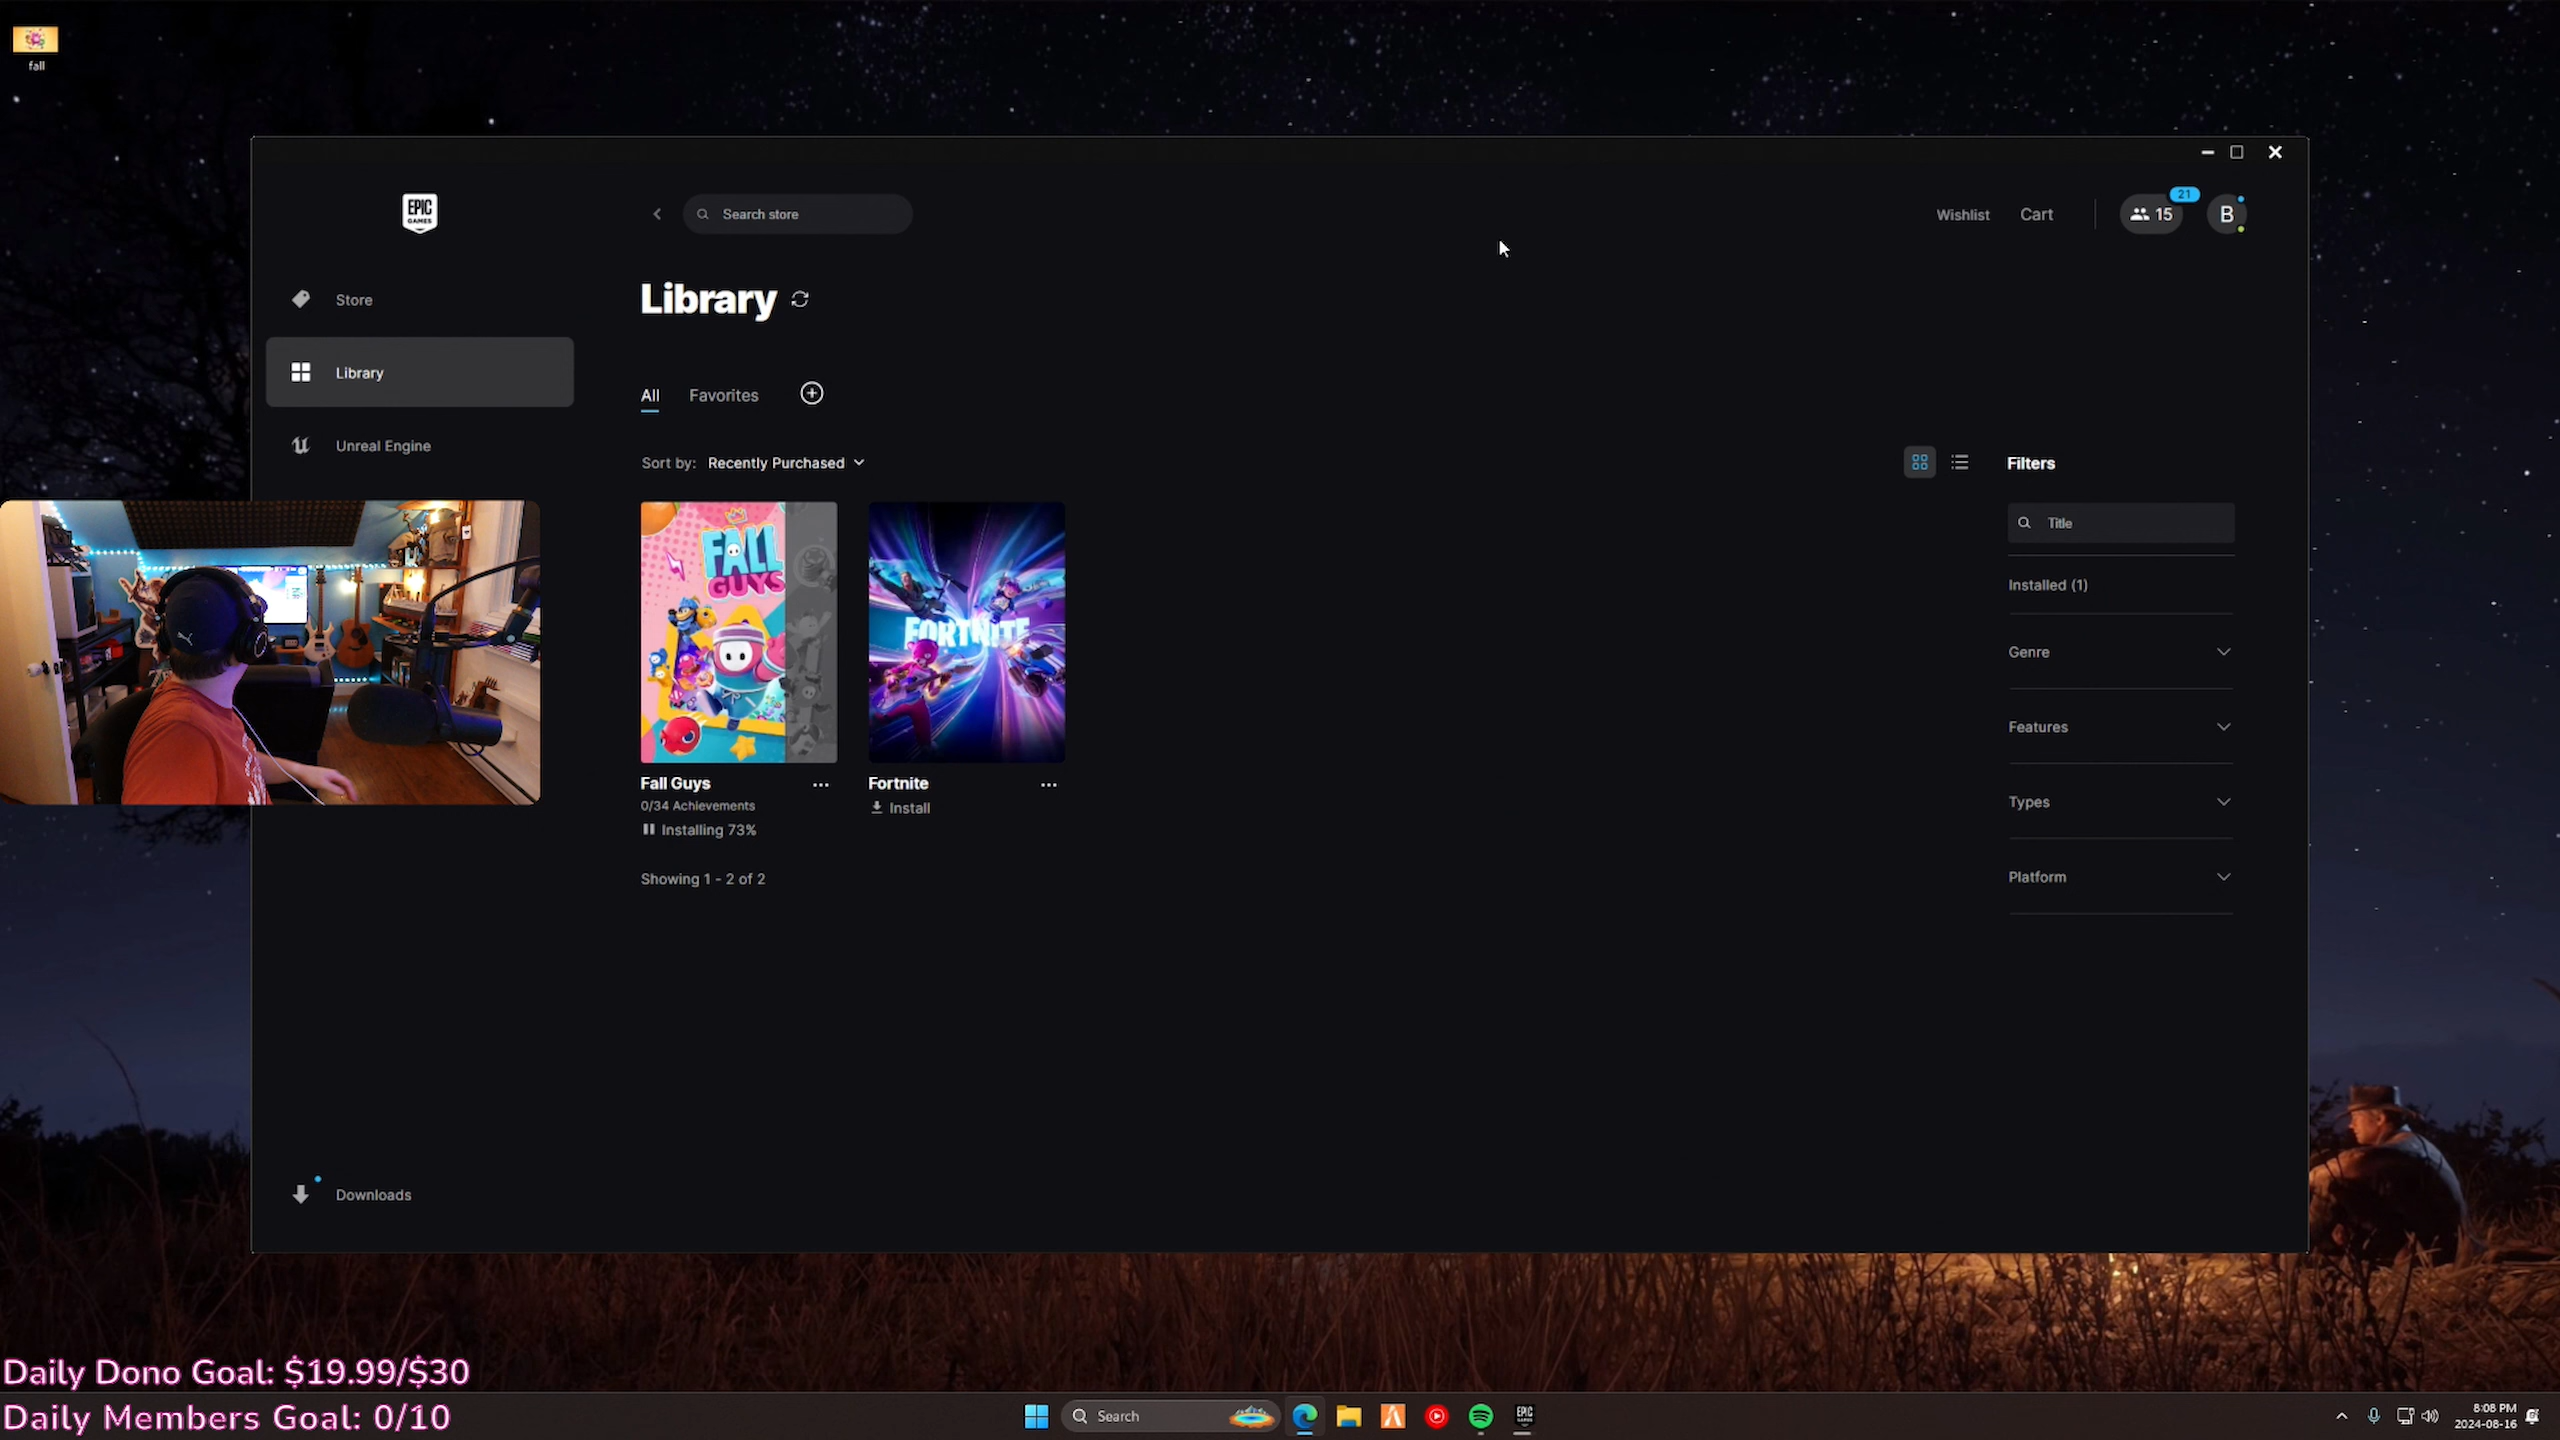 fall
EPIC
GAMES
Search store
Wishlist
Cart
15
21
B
Store
Library
Unreal Engine
Downloads
Library
All
Favorites
Sort by: Recently Purchased
FALL
GUYS
FORTNITE
Fall Guys
0/34 Achievements
Installing 73%
Fortnite
Install
Showing 1 - 2 of 2
Filters
Title
Installed (1)
Genre
Features
Types
Platform
Daily Dono Goal: $19.99/$30
Daily Members Goal: 0/10
Search
EPIC
8:08 PM
2024-08-16